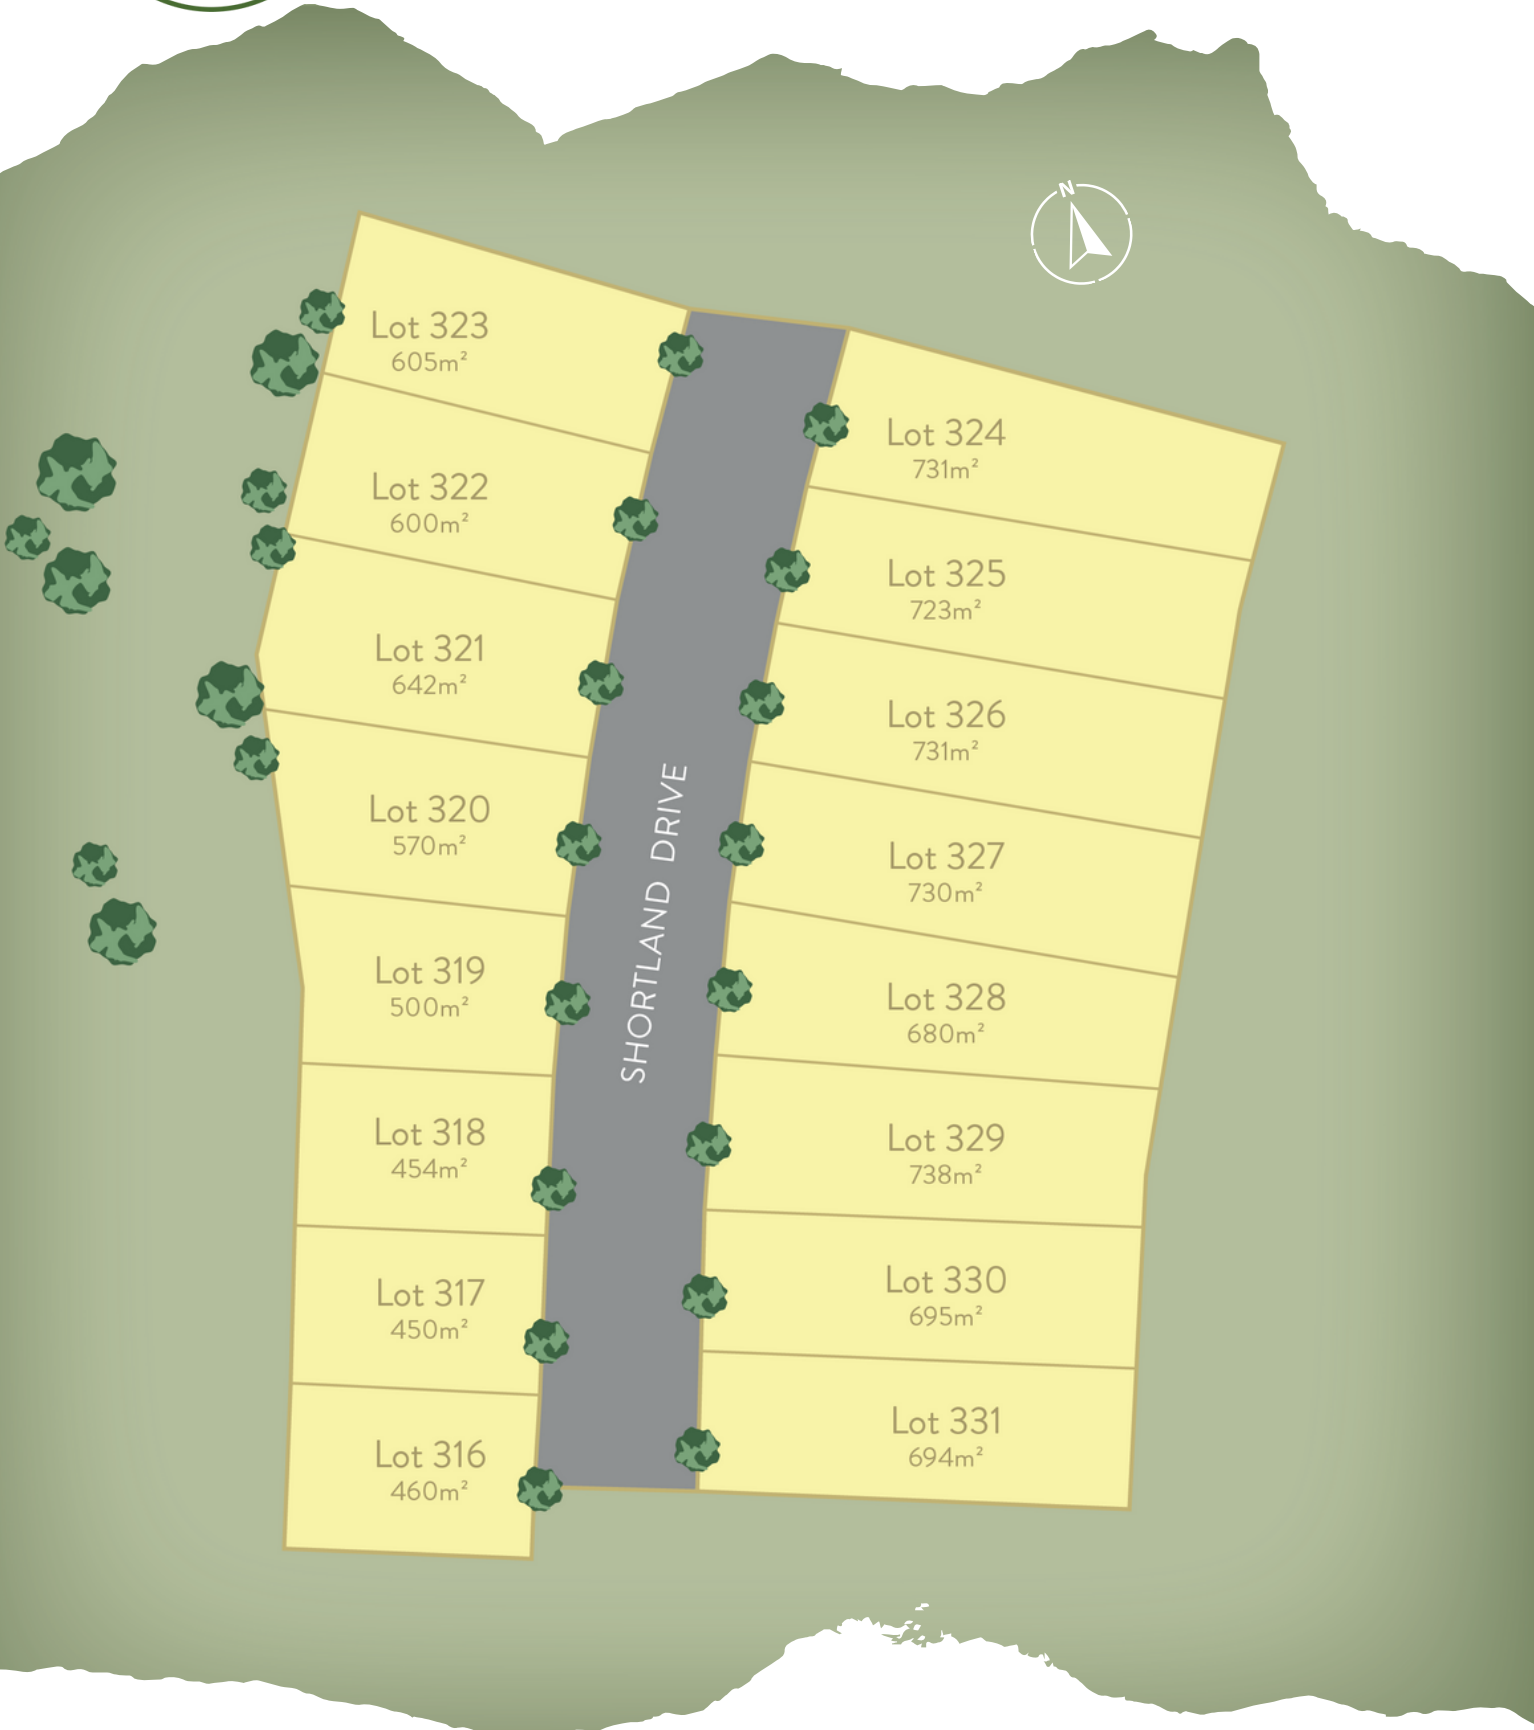 N
Lot 323
605m²
Lot 322
600m²
Lot 321
642m²
Lot 320
570m²
Lot 319
500m²
Lot 318
454m²
Lot 317
450m²
Lot 316
460m²
SHORTLAND DRIVE
Lot 324
731m²
Lot 325
723m²
Lot 326
731m²
Lot 327
730m²
Lot 328
680m²
Lot 329
738m²
Lot 330
695m²
Lot 331
694m²